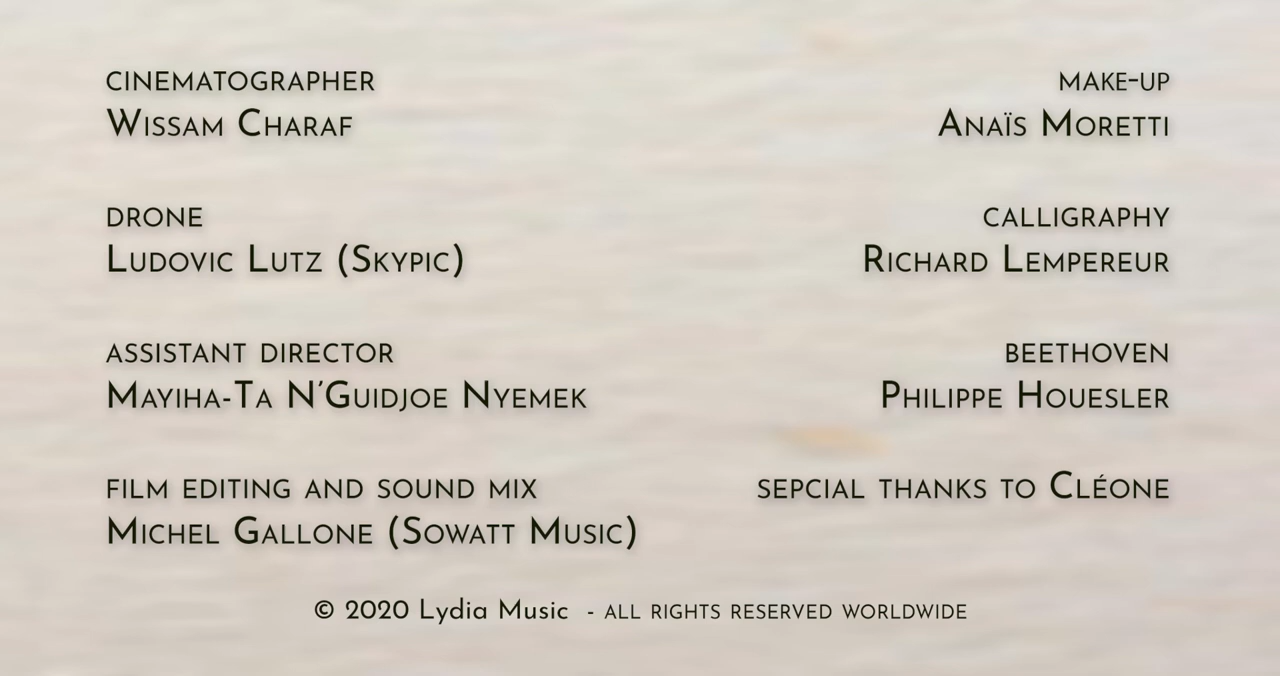 CINEMATOGRAPHER
WISSAM CHARAF
DRONE
LUDOVIC LUTZ (SKYPIC)
ASSISTANT DIRECTOR
MAYIHA-TA N'GUIDJOE NYEMEK
FILM EDITING AND SOUND MIX
MICHEL GALLONE (SOWATT MUSIC)
MAKE-UP
ANAÏS MORETTI
CALLIGRAPHY
RICHARD LEMPEREUR
BEETHOVEN
PHILIPPE HOUESLER
SEPCIAL THANKS TO CLÉONE
© 2020 Lydia Music - ALL RIGHTS RESERVED WORLDWIDE